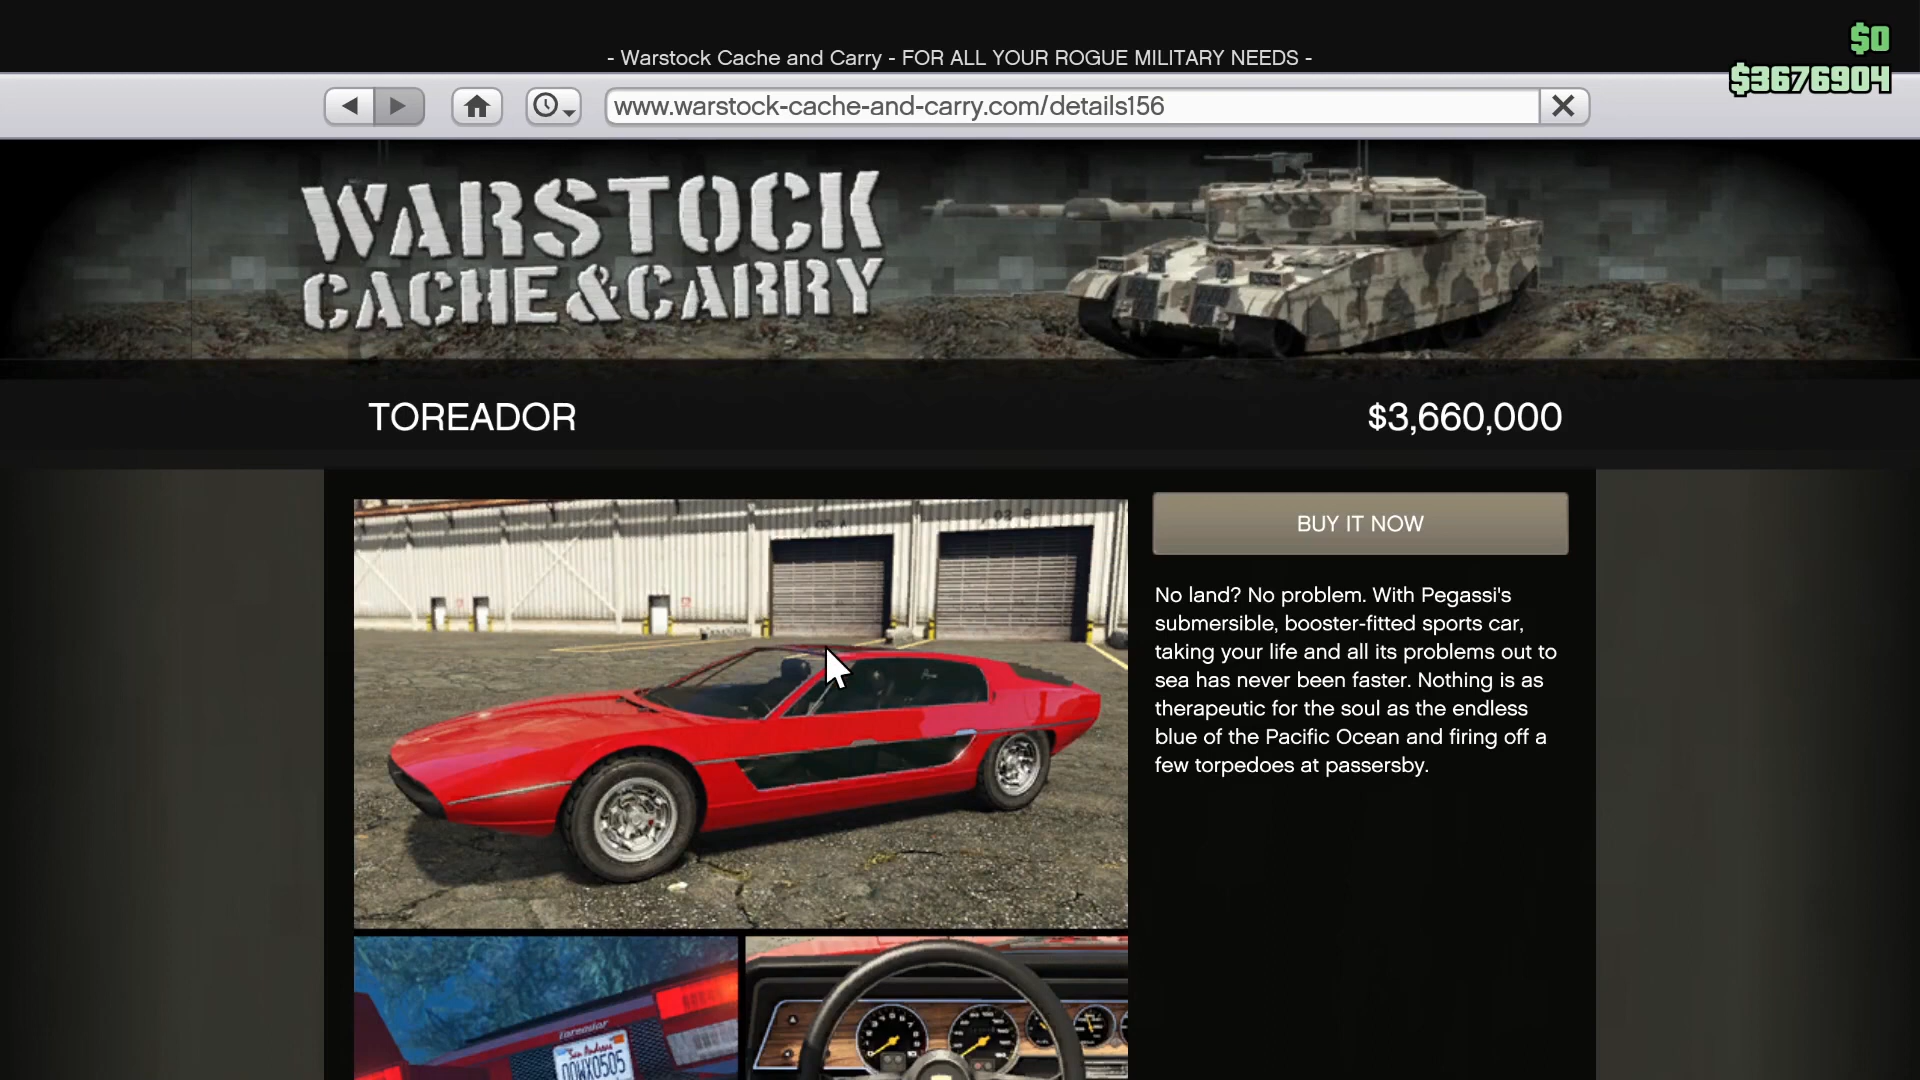 $0
- Warstock Cache and Carry - FOR ALL YOUR ROGUE MILITARY NEEDS -
$3676904
www.warstock-cache-and-carry.com/details156
WARSTOCK
CACHE & CARRY
TOREADOR
$3,660,000
BUY IT NOW
No land? No problem. With Pegassi's
submersible, booster-fitted sports car,
taking your life and all its problems out to
sea has never been faster. Nothing is as
therapeutic for the soul as the endless
blue of the Pacific Ocean and firing off a
few torpedoes at passersby.
Toreador
San Andreas